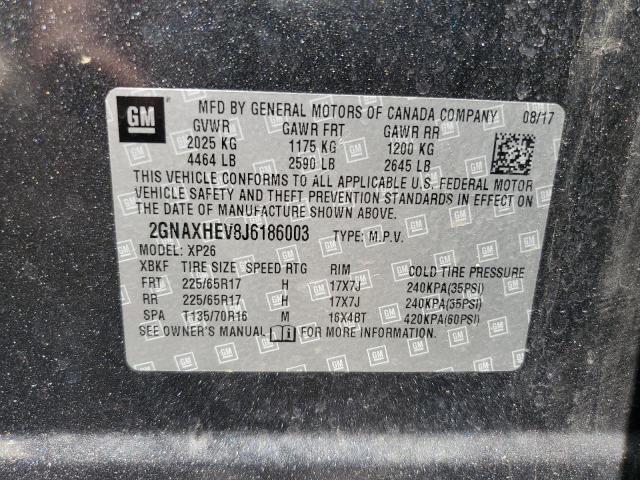 GM MFD BY GENERAL MOTORS OF CANADA COMPANY 08/17
GVWR GAWR FRT GAWR RR
2025 KG 1175 KG 1200 KG
4464 LB 2590 LB 2645 LB
THIS VEHICLE CONFORMS TO ALL APPLICABLE U.S. FEDERAL MOTOR
VEHICLE SAFETY AND THEFT PREVENTION STANDARDS IN EFFECT ON
THE DATE OF MANUFACTURE SHOWN ABOVE.
2GNAXHEV8J6186003 TYPE: M.P.V.
MODEL: XP26
XBKF TIRE SIZE SPEED RTG RIM COLD TIRE PRESSURE
FRT 225/65R17 H 17X7J 240KPA(35PSI)
RR 225/65R17 H 17X7J 240KPA(35PSI)
SPA T135/70R16 M 16X4BT 420KPA(60PSI)
SEE OWNER'S MANUAL FOR MORE INFORMATION.